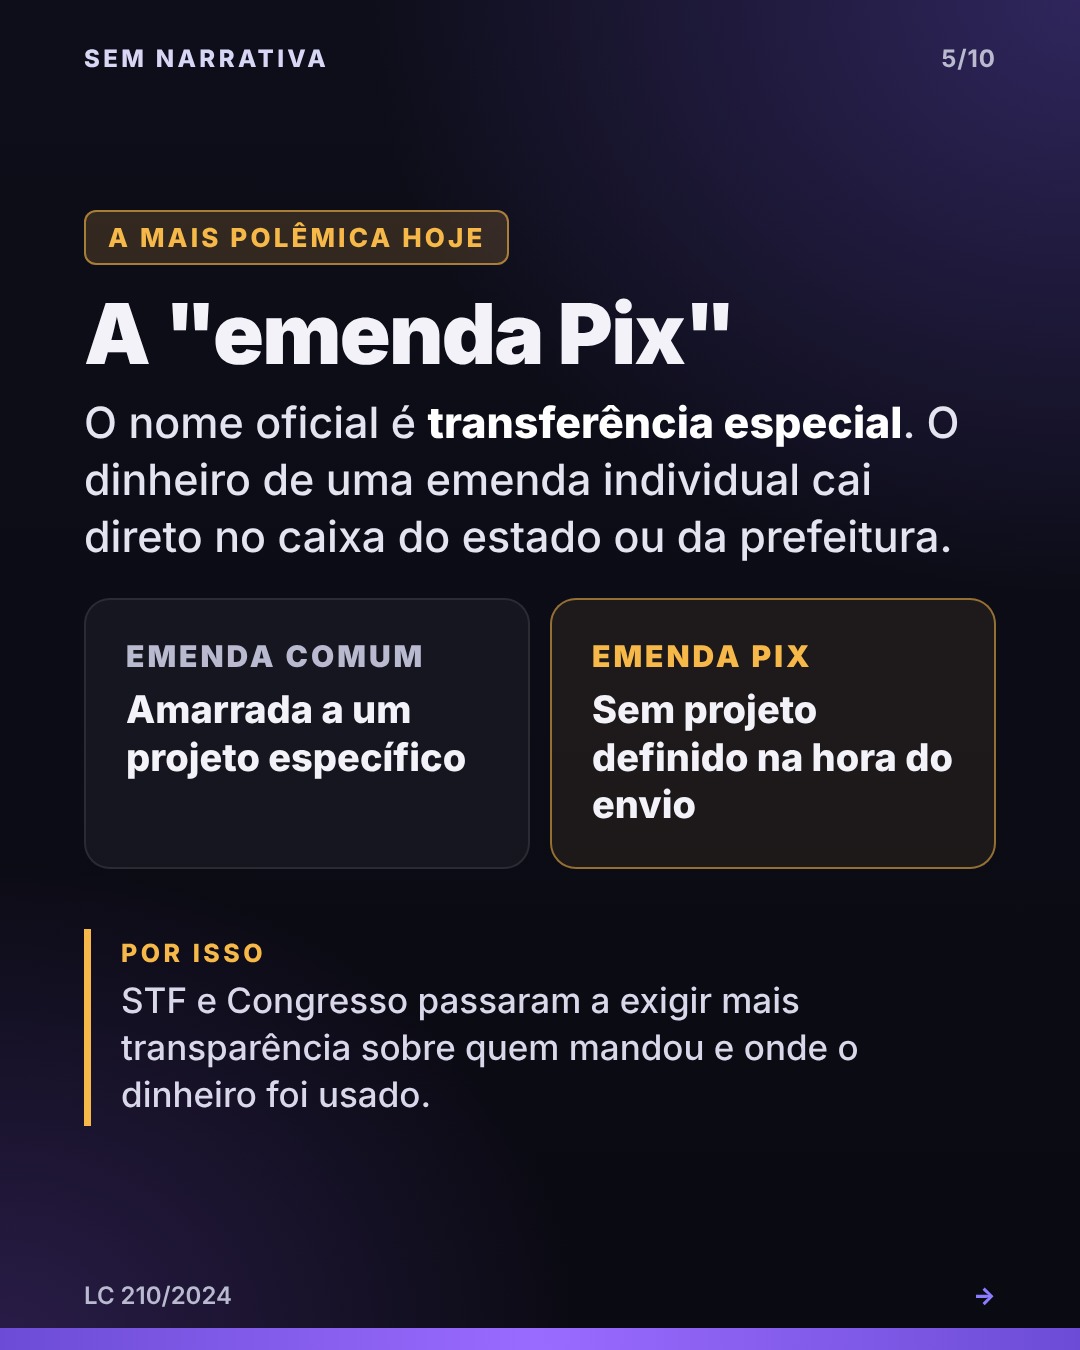 SEM NARRATIVA
5/10
A MAIS POLÊMICA HOJE
A "emenda Pix"
O nome oficial é transferência especial. O
dinheiro de uma emenda individual cai
direto no caixa do estado ou da prefeitura.
EMENDA COMUM
Amarrada a um
projeto específico
EMENDA PIX
Sem projeto
definido na hora do
envio
POR ISSO
STF e Congresso passaram a exigir mais
transparência sobre quem mandou e onde o
dinheiro foi usado.
LC 210/2024
→